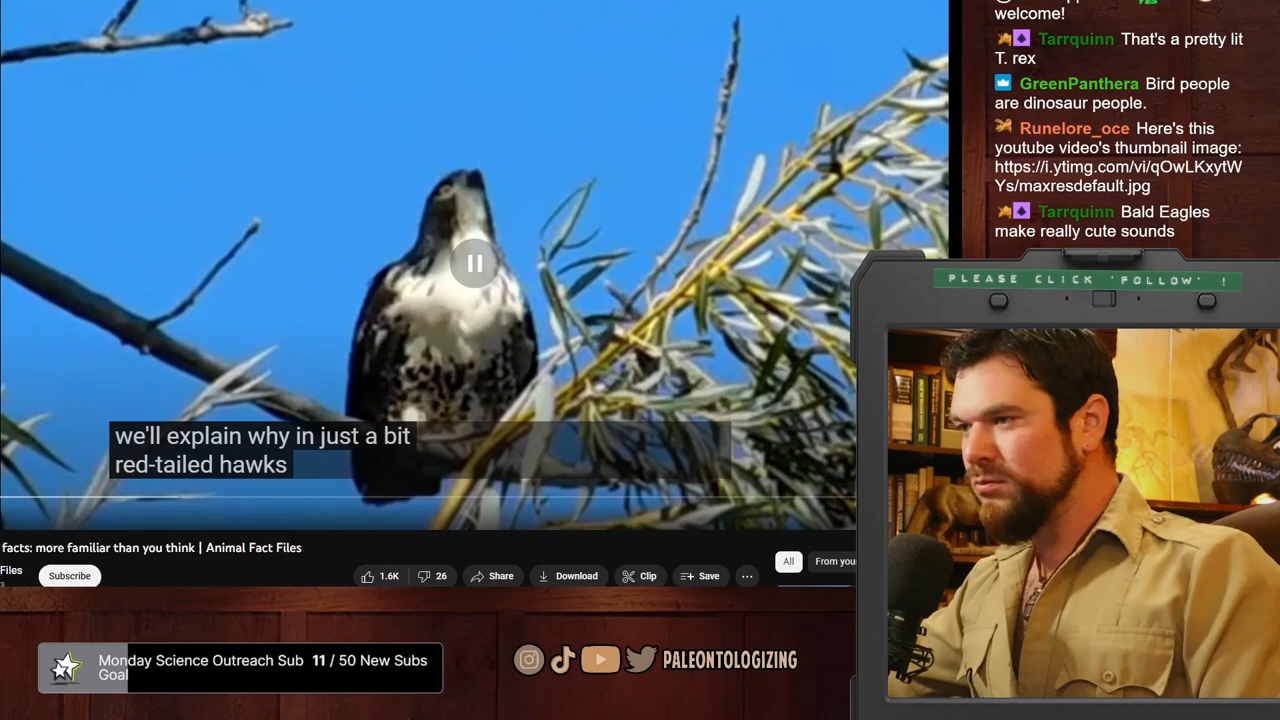 welcome!
Tarrquinn That's a pretty lit
T. rex
GreenPanthera Bird people
are dinosaur people.
Runelore_oce Here's this
youtube video's thumbnail image:
https://i.ytimg.com/vi/qOwLKxytW
Ys/maxresdefault.jpg
Tarrquinn Bald Eagles
make really cute sounds
PLEASE CLICK 'FOLLOW' !
we'll explain why in just a bit
red-tailed hawks
facts: more familiar than you think | Animal Fact Files
Files
Subscribe
1.6K
26
Share
Download
Clip
Save
All
From you
Monday Science Outreach Sub 11 / 50 New Subs
Goal
PALEONTOLOGIZING